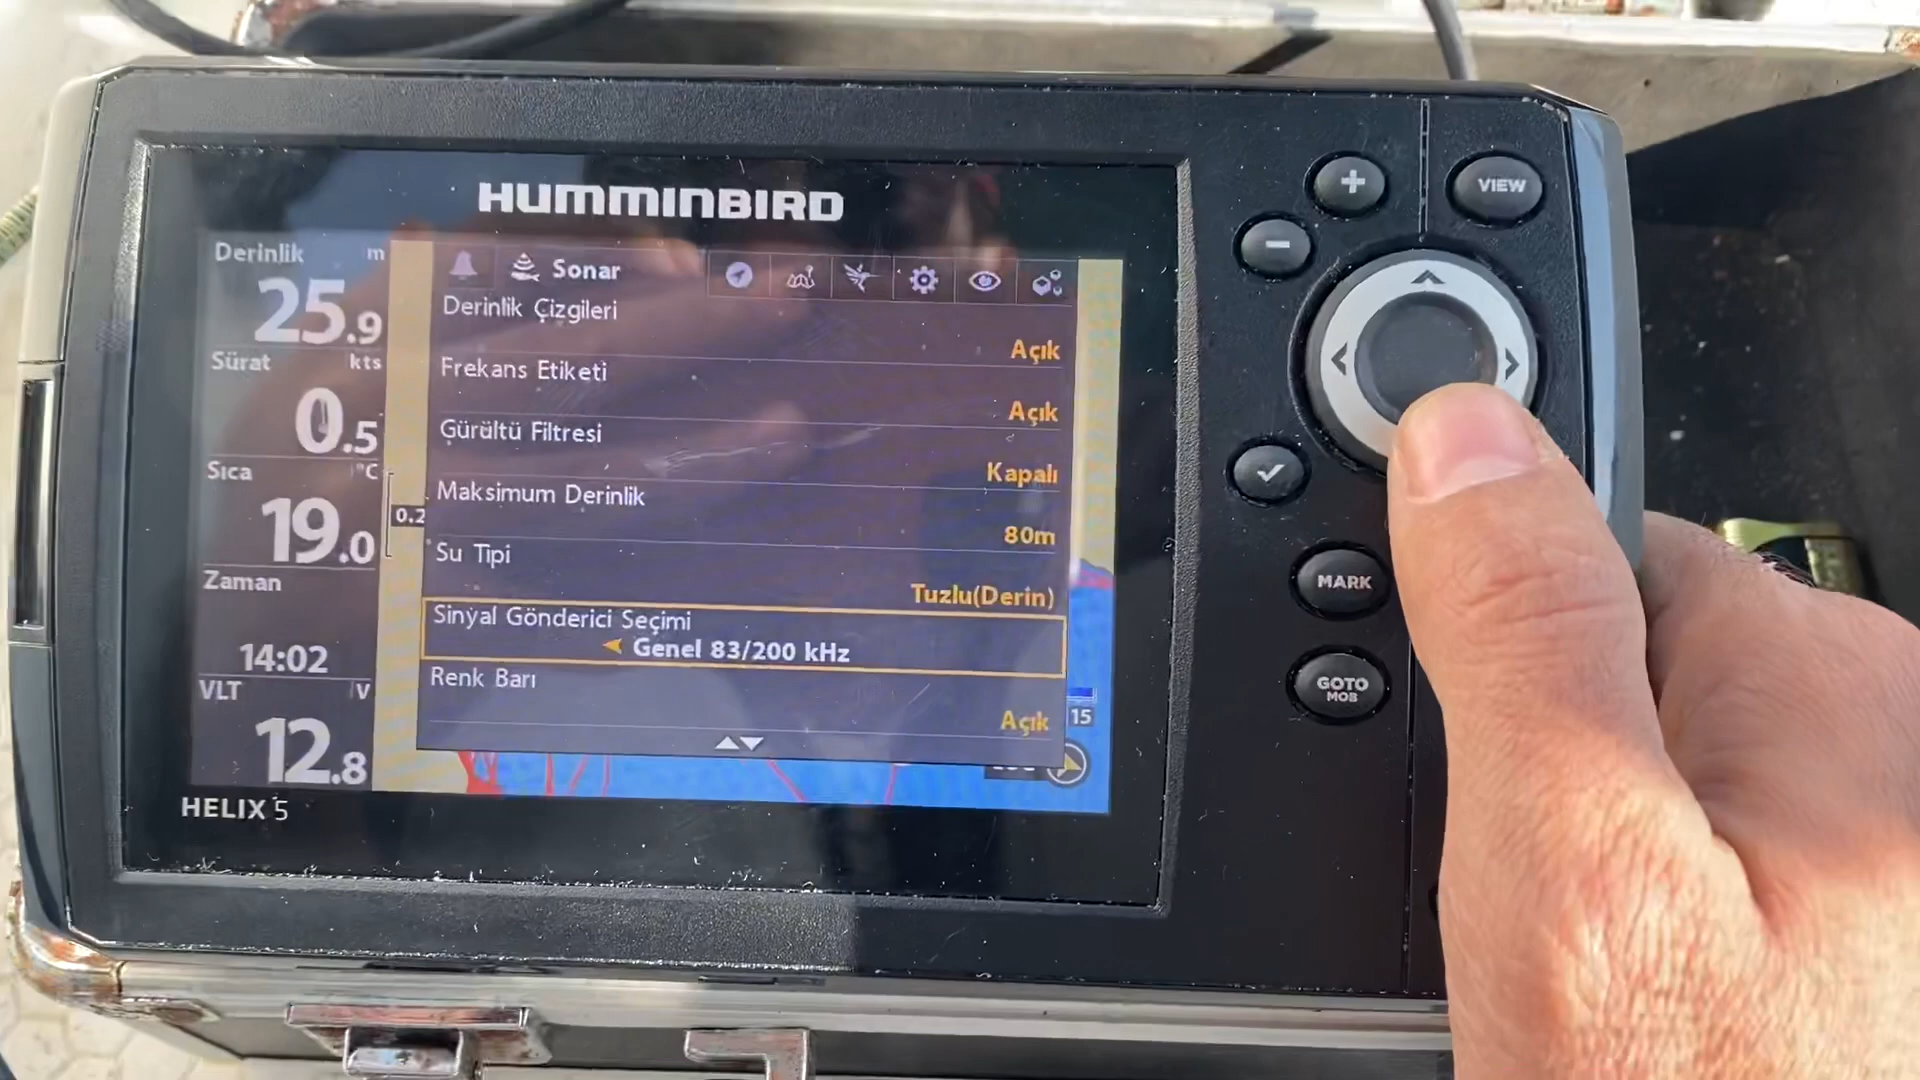 HUMMINBIRD
Derinlik m
25.9
Sürat kts
0.5
Sıca °C
19.0
Zaman
14:02
VLT V
12.8
0.2
Sonar
Derinlik Çizgileri
Açık
Frekans Etiketi
Açık
Gürültü Filtresi
Kapalı
Maksimum Derinlik
80m
Su Tipi
Tuzlu(Derin)
Sinyal Gönderici Seçimi
Genel 83/200 kHz
Renk Barı
Açık
15
HELIX 5
+
VIEW
-
MARK
GOTO
MOB